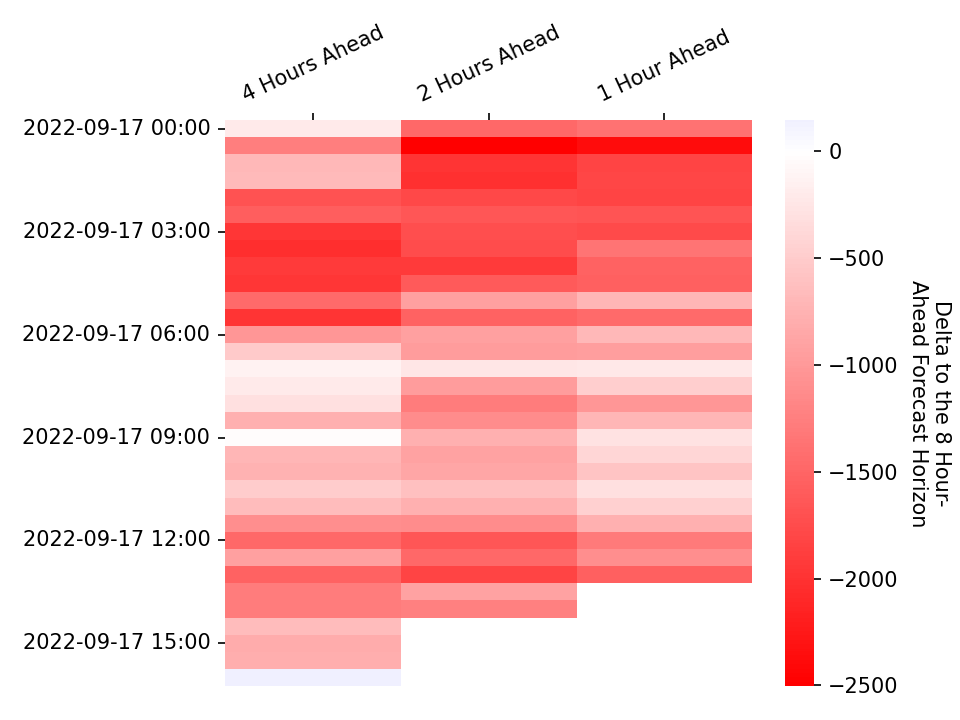 4 Hours Ahead
2 Hours Ahead
1 Hour Ahead
2022-09-17 00:00
2022-09-17 03:00
2022-09-17 06:00
2022-09-17 09:00
2022-09-17 12:00
2022-09-17 15:00
0
−500
−1000
−1500
−2000
−2500
Delta to the 8 Hour-
Ahead Forecast Horizon